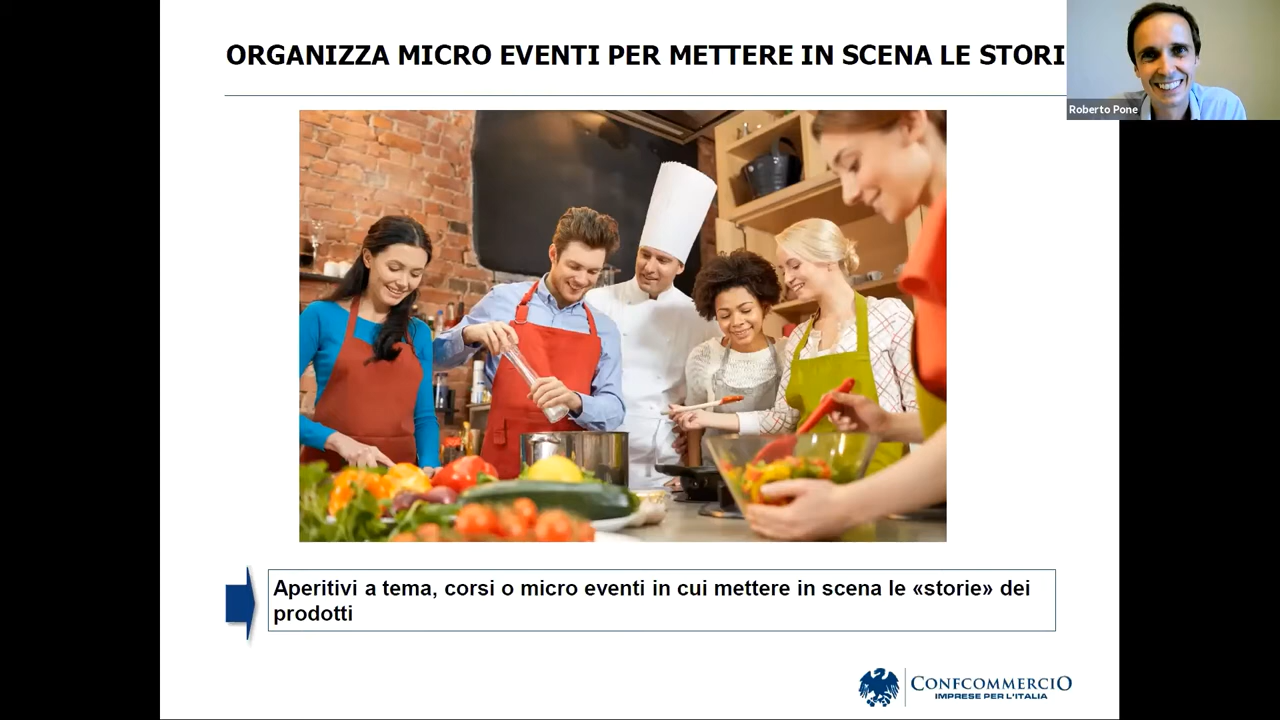 ORGANIZZA MICRO EVENTI PER METTERE IN SCENA LE STORI
Roberto Pone
Aperitivi a tema, corsi o micro eventi in cui mettere in scena le «storie» dei
prodotti
CONFCOMMERCIO
IMPRESE PER L'ITALIA